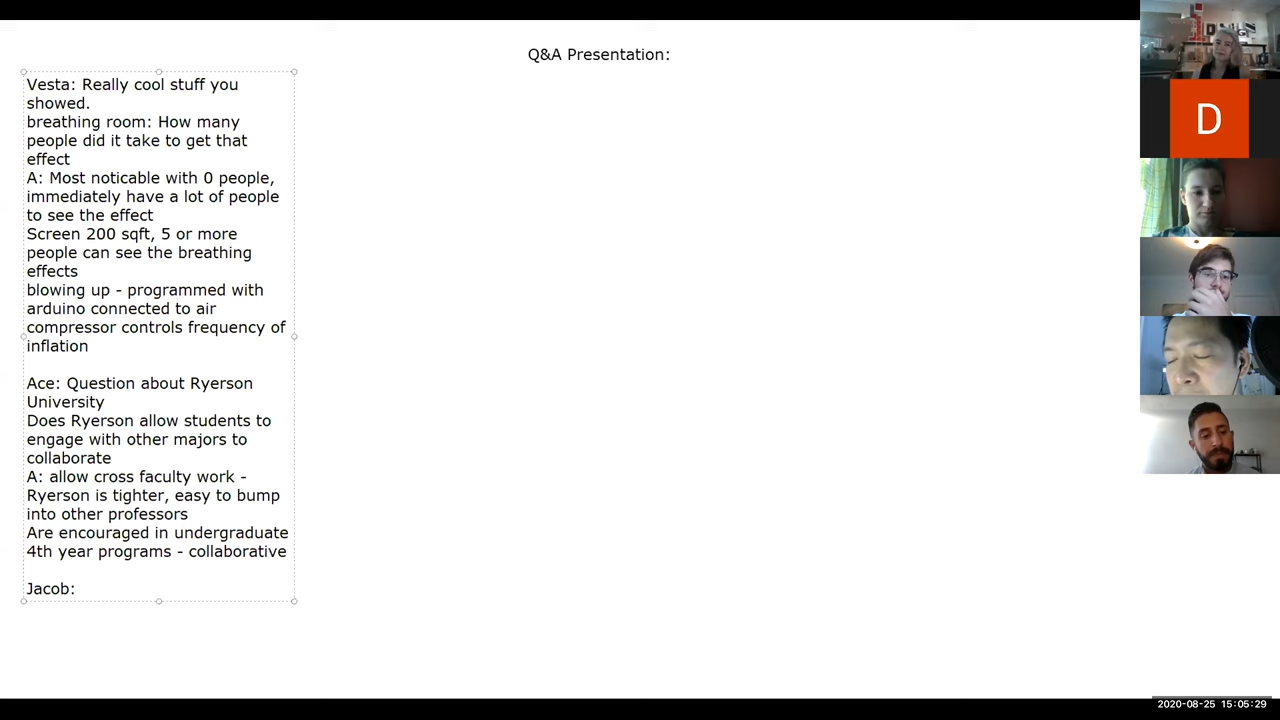 Q&A Presentation:
Vesta: Really cool stuff you
showed.
breathing room: How many
people did it take to get that
effect
A: Most noticable with 0 people,
immediately have a lot of people
to see the effect
Screen 200 sqft, 5 or more
people can see the breathing
effects
blowing up - programmed with
arduino connected to air
compressor controls frequency of
inflation
Ace: Question about Ryerson
University
Does Ryerson allow students to
engage with other majors to
collaborate
A: allow cross faculty work -
Ryerson is tighter, easy to bump
into other professors
Are encouraged in undergraduate
4th year programs - collaborative
Jacob:
D
2020-08-25 15:05:29